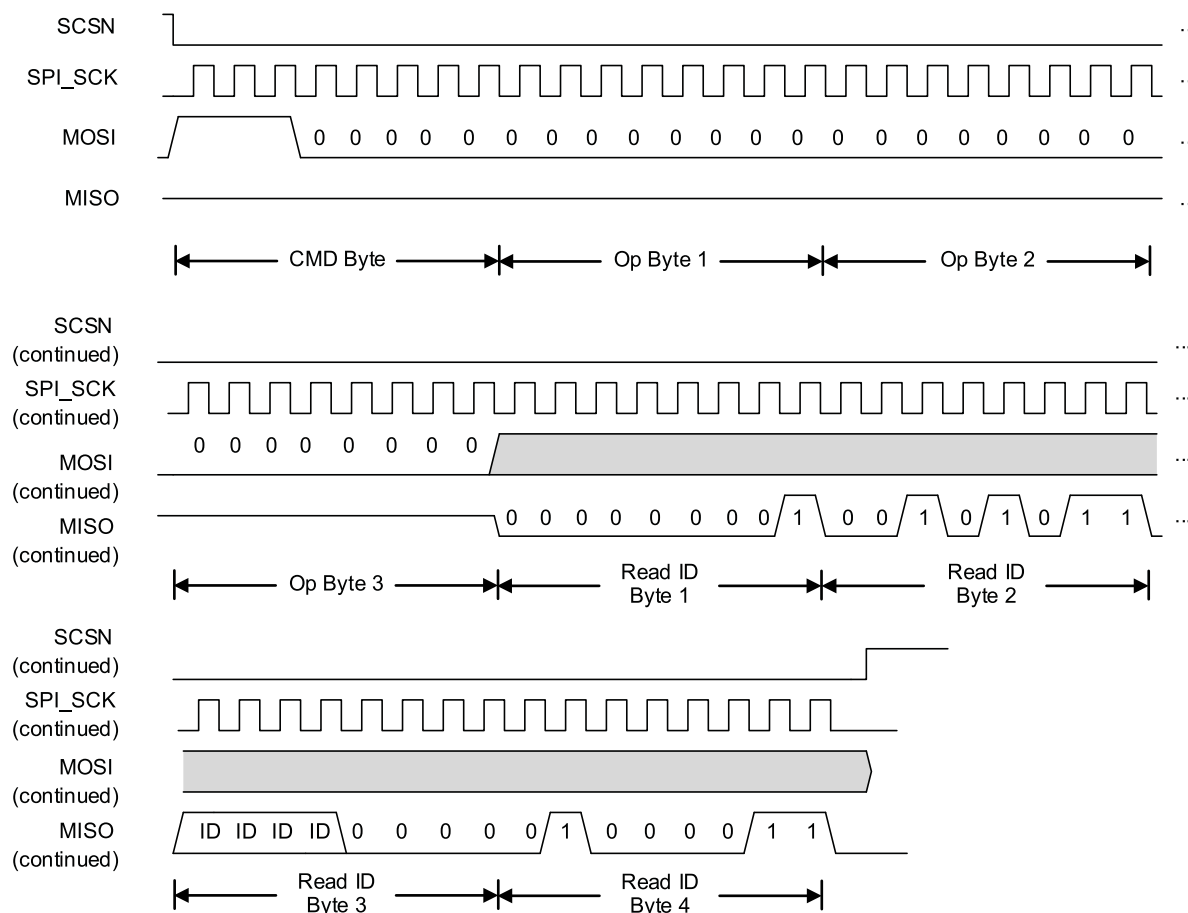 SCSN ..
SPI_SCK ..
MOSI 0 0 0 0 0 0 0 0 0 0 0 0 0 0 0 0 0 0 0 0 0 ..
MISO ..
CMD Byte Op Byte 1 Op Byte 2
SCSN
(continued) ...
SPI_SCK
(continued) ...
0 0 0 0 0 0 0 0
MOSI
(continued) ...
MISO 0 0 0 0 0 0 0 1 0 0 1 0 1 0 1 1 ...
(continued)
Op Byte 3 Read ID Byte 1 Read ID Byte 2
SCSN
(continued)
SPI_SCK
(continued)
MOSI
(continued)
MISO ID ID ID ID 0 0 0 0 0 1 0 0 0 0 1 1
(continued)
Read ID Byte 3 Read ID Byte 4